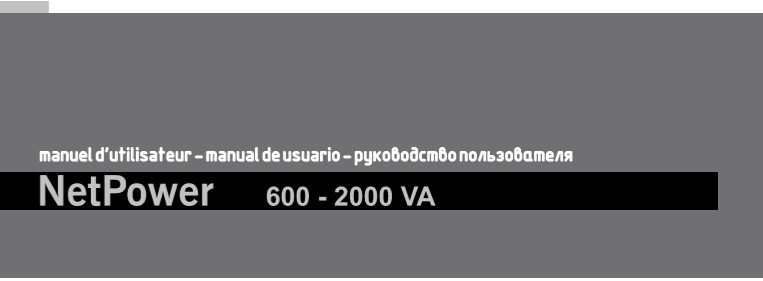 manuel d'utilisateur – manual de usuario – руководство пользователя
NetPower 600 - 2000 VA